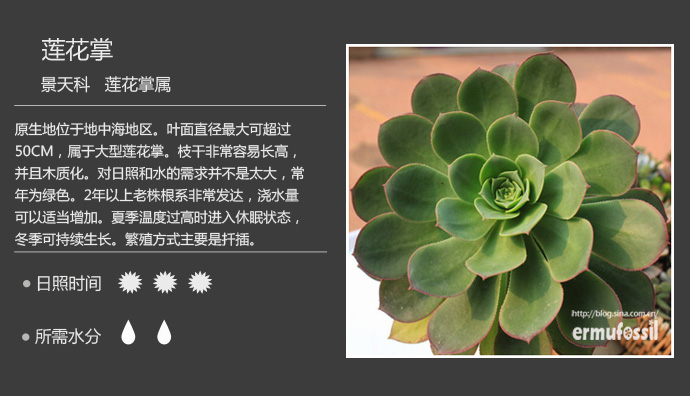 莲花掌
景天科 莲花掌属
原生地位于地中海地区。叶面直径最大可超过
50CM，属于大型莲花掌。枝干非常容易长高，
并且木质化。对日照和水的需求并不是太大，常
年为绿色。2年以上老株根系非常发达，浇水量
可以适当增加。夏季温度过高时进入休眠状态，
冬季可持续生长。繁殖方式主要是扦插。
日照时间
所需水分
http://blog.sina.com.cn/
ermufossil